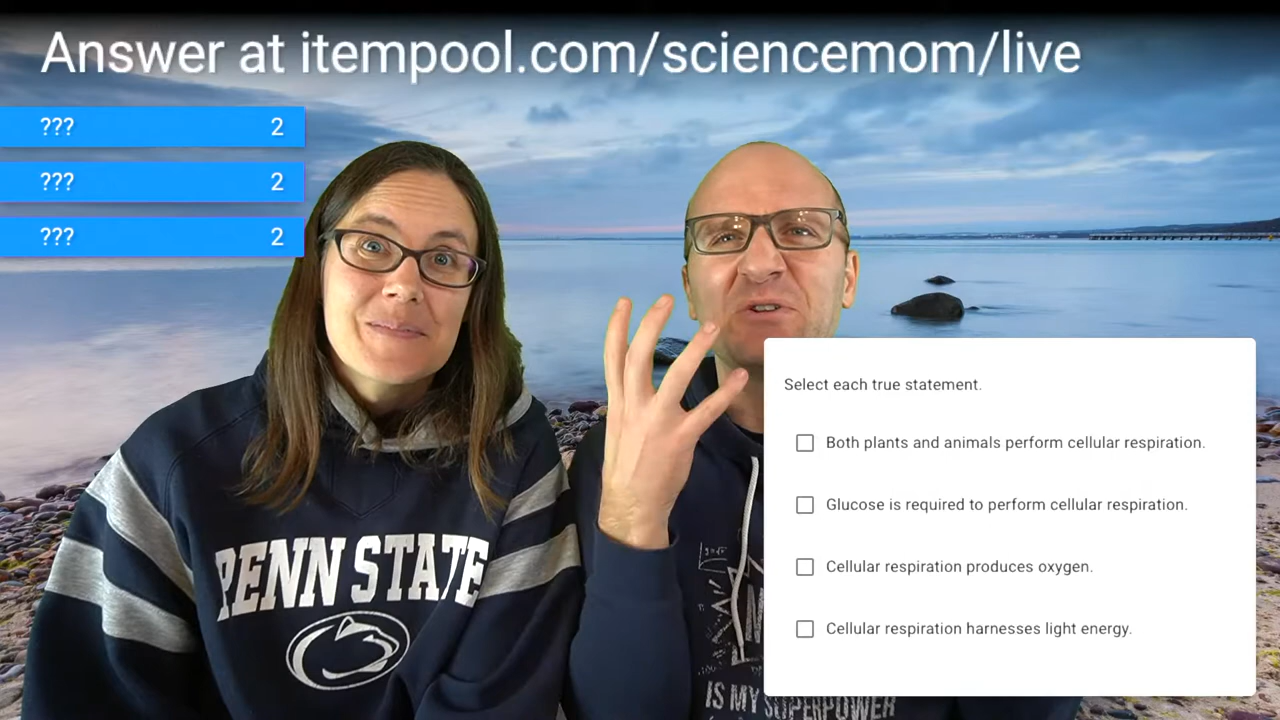 Answer at itempool.com/sciencemom/live
??? 2
??? 2
??? 2
Select each true statement.
Both plants and animals perform cellular respiration.
Glucose is required to perform cellular respiration.
Cellular respiration produces oxygen.
Cellular respiration harnesses light energy.
PENN STATE
IS MY SUPERPOWER